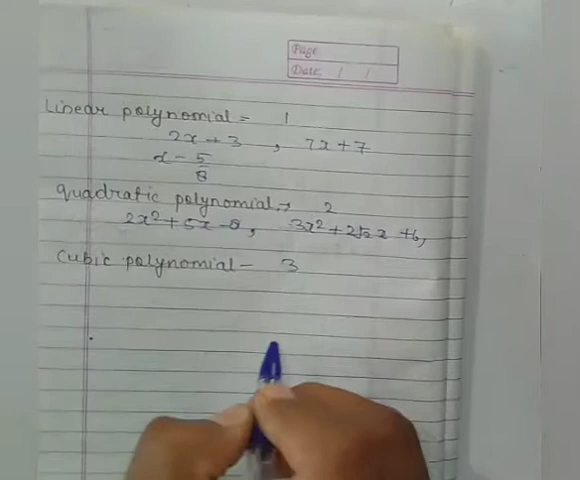 Page
Date / /
Linear polynomial = 1
2x + 3 , 7x + 7
x - 5/8
quadratic polynomial → 2
2x² + 5x - 8, 3x² + 2√2 x + 6,
Cubic polynomial - 3